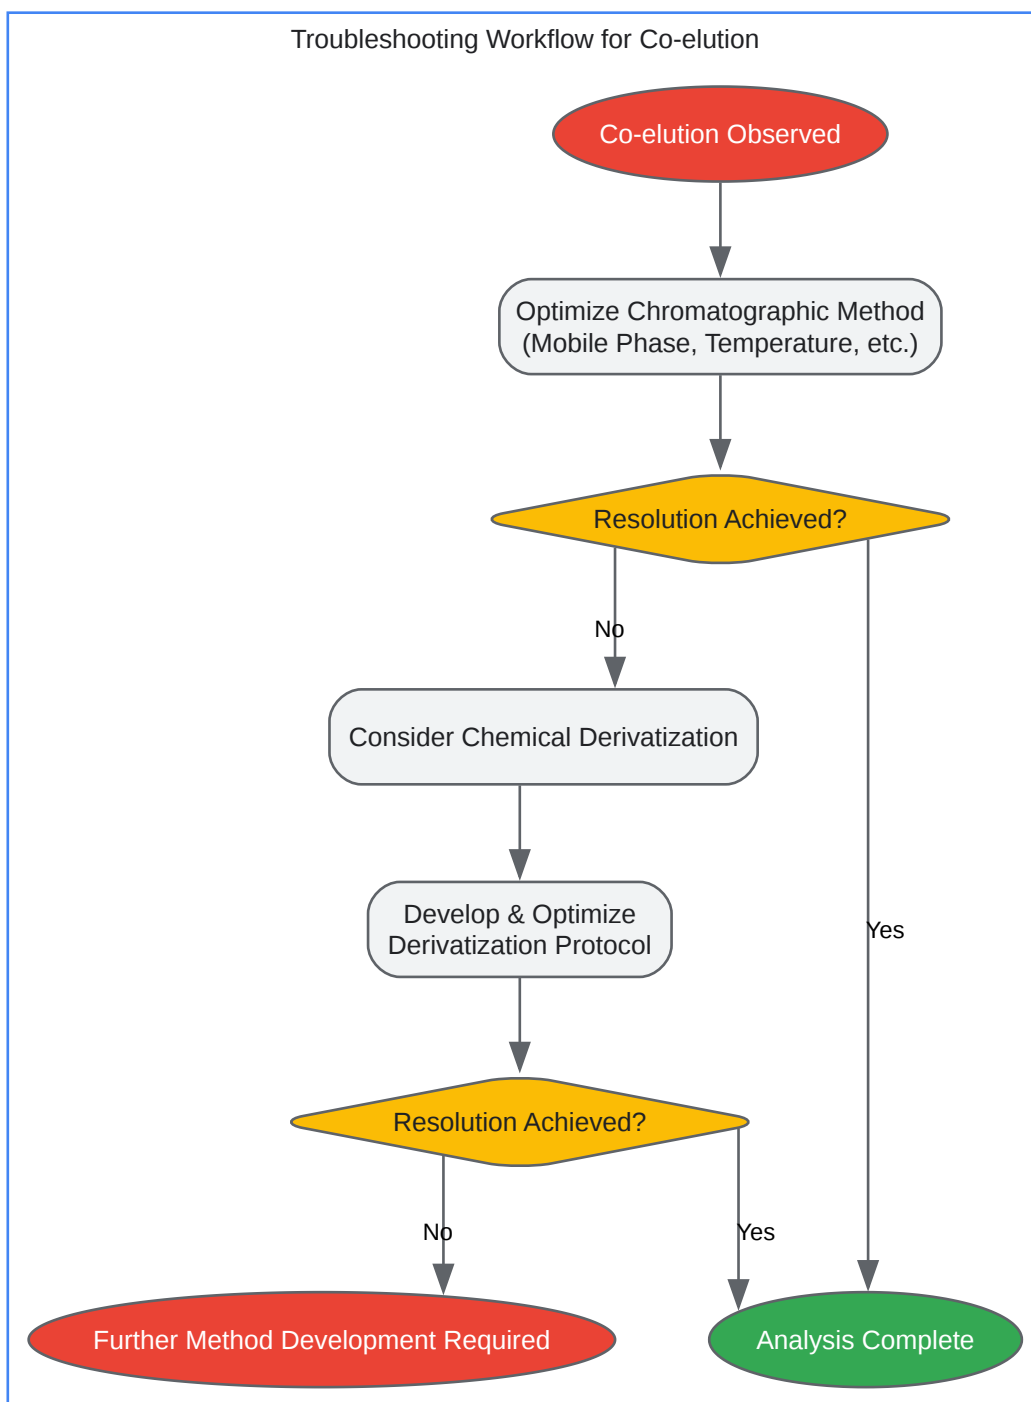 Troubleshooting Workflow for Co-elution
Co-elution Observed
Optimize Chromatographic Method
(Mobile Phase, Temperature, etc.)
Resolution Achieved?
No
Consider Chemical Derivatization
Develop & Optimize
Derivatization Protocol
Yes
Resolution Achieved?
No
Yes
Further Method Development Required
Analysis Complete